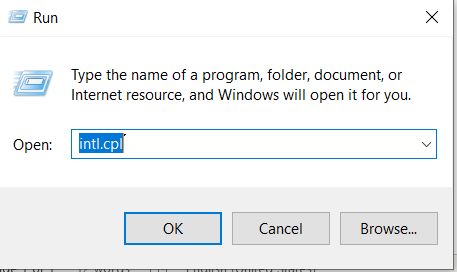 Run
Type the name of a program, folder, document, or
Internet resource, and Windows will open it for you.
Open:
intl.cpl
OK
Cancel
Browse...